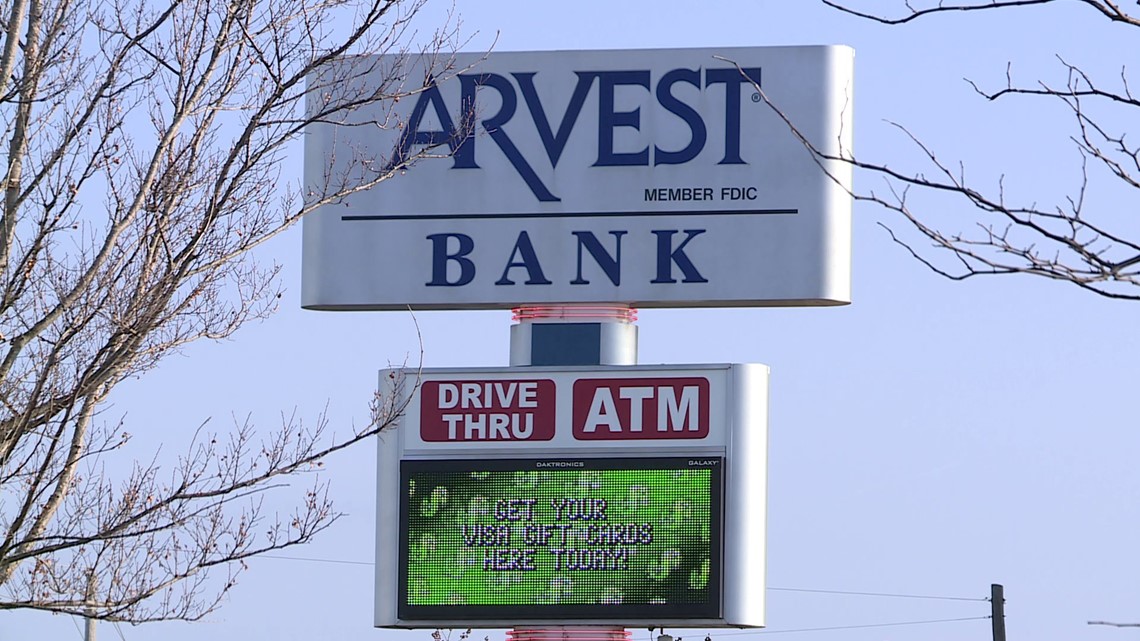 ARVEST®
MEMBER FDIC
BANK
DRIVE THRU
ATM
DAKTRONICS GALAXY
GET YOUR
VISA GIFT CARDS
HERE TODAY!